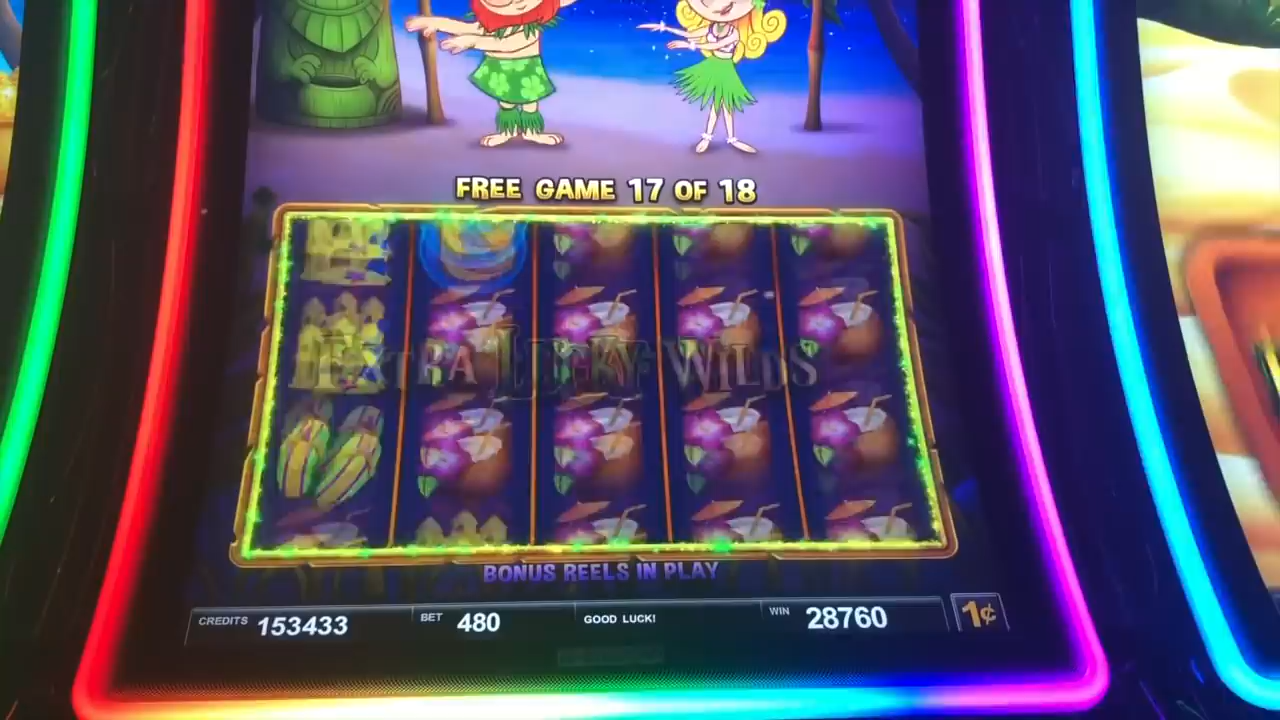 FREE GAME 17 OF 18
EXTRA LUCKY WILDS
BONUS REELS IN PLAY
CREDITS 153433 BET 480 GOOD LUCK! WIN 28760 1¢